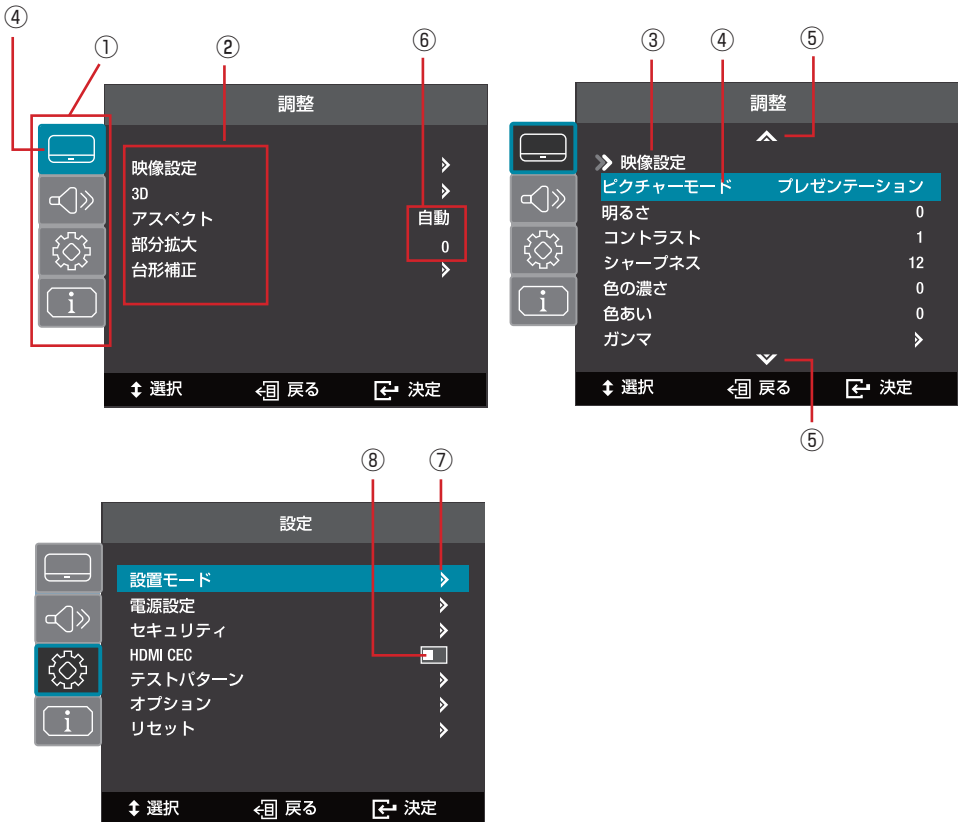 ④
① ② ⑥
調整
映像設定
3D
アスペクト 自動
部分拡大 0
台形補正
i
選択 戻る 決定
③ ④ ⑤
調整
⑤
映像設定
ピクチャーモード プレゼンテーション
明るさ 0
コントラスト 1
シャープネス 12
色の濃さ 0
色あい 0
ガンマ
i
選択 戻る 決定
⑤
⑧ ⑦
設定
設置モード
電源設定
セキュリティ
HDMI CEC
テストパターン
オプション
リセット
i
選択 戻る 決定